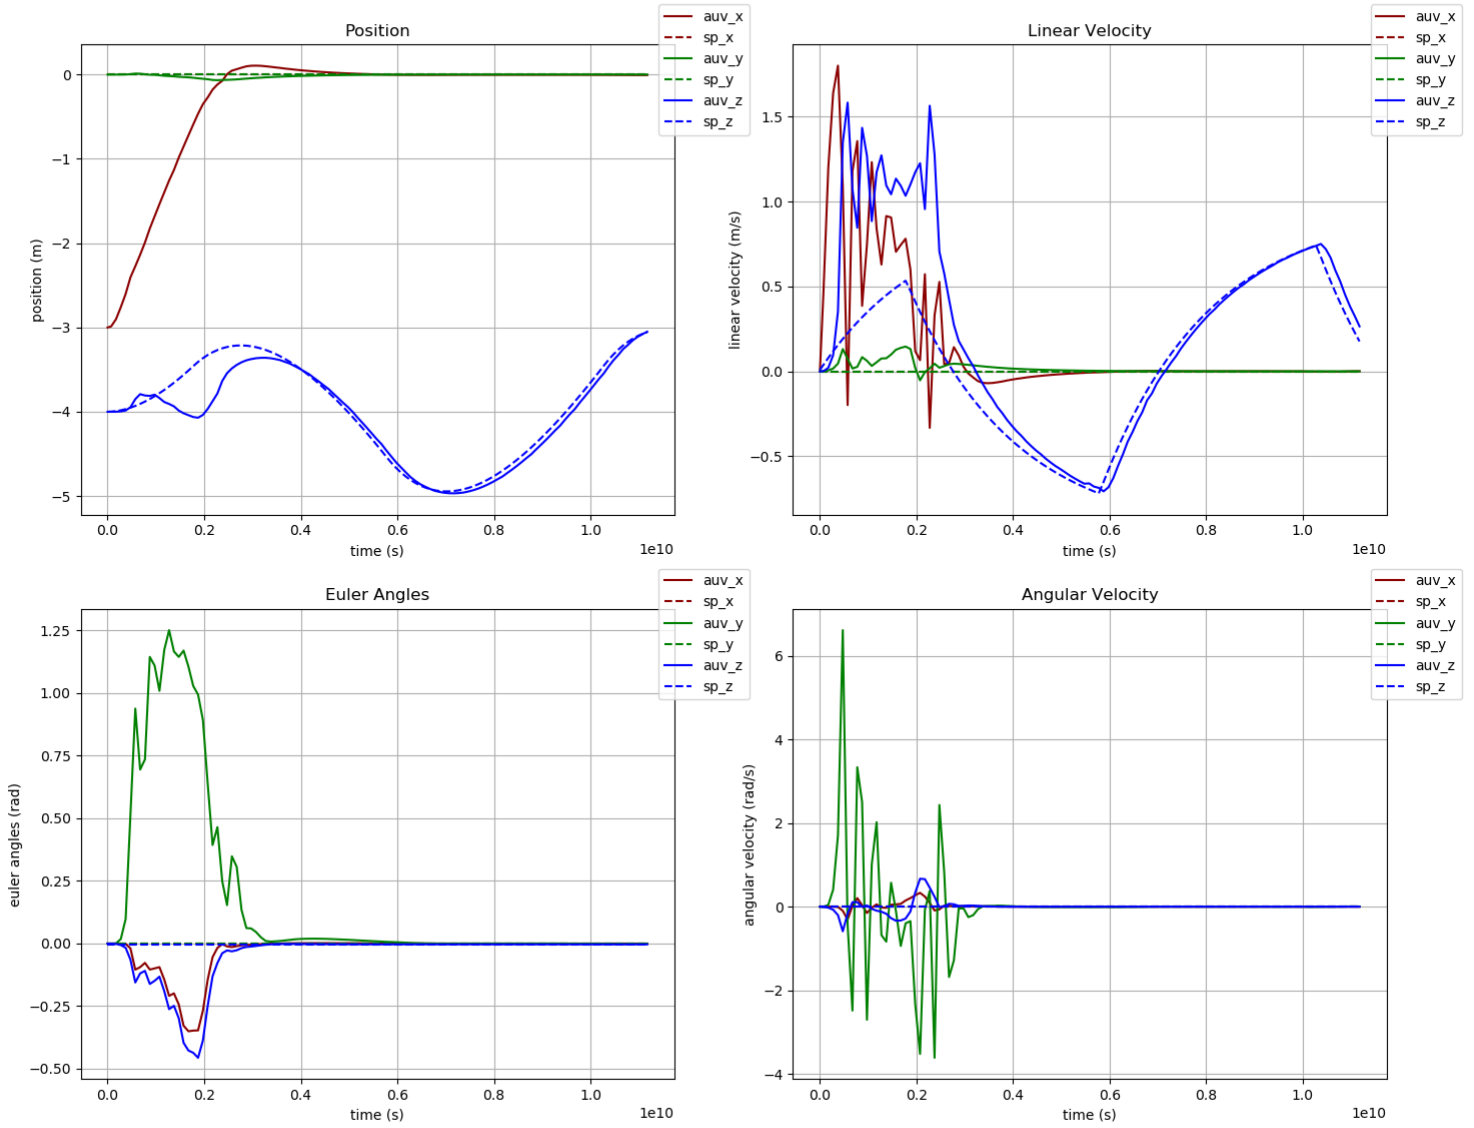 Position
auv_x
sp_x
auv_y
sp_y
auv_z
sp_z
position (m)
0
−1
−2
−3
−4
−5
0.0 0.2 0.4 0.6 0.8 1.0
1e10
time (s)
Linear Velocity
auv_x
sp_x
auv_y
sp_y
auv_z
sp_z
linear velocity (m/s)
1.5
1.0
0.5
0.0
−0.5
0.0 0.2 0.4 0.6 0.8 1.0
1e10
time (s)
Euler Angles
auv_x
sp_x
auv_y
sp_y
auv_z
sp_z
euler angles (rad)
1.25
1.00
0.75
0.50
0.25
0.00
−0.25
−0.50
0.0 0.2 0.4 0.6 0.8 1.0
1e10
time (s)
Angular Velocity
auv_x
sp_x
auv_y
sp_y
auv_z
sp_z
angular velocity (rad/s)
6
4
2
0
−2
−4
0.0 0.2 0.4 0.6 0.8 1.0
1e10
time (s)